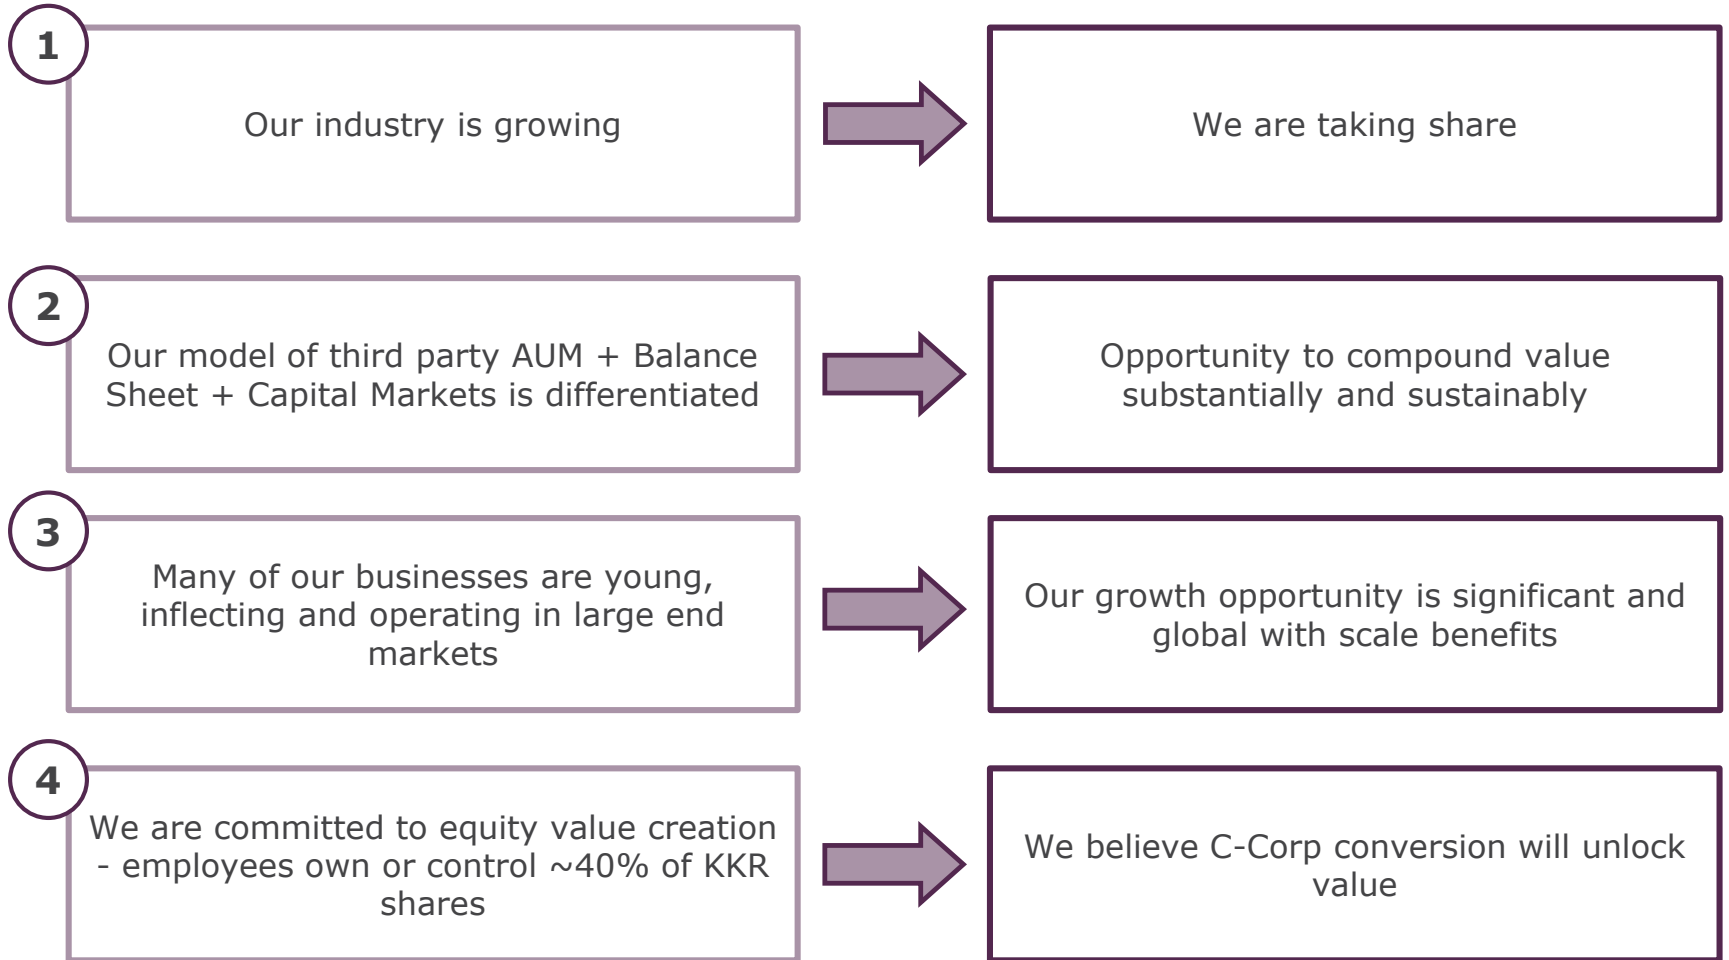 1
Our industry is growing
We are taking share
2
Our model of third party AUM + Balance
Sheet + Capital Markets is differentiated
Opportunity to compound value
substantially and sustainably
3
Many of our businesses are young,
inflecting and operating in large end
markets
Our growth opportunity is significant and
global with scale benefits
4
We are committed to equity value creation
- employees own or control ~40% of KKR
shares
We believe C-Corp conversion will unlock
value